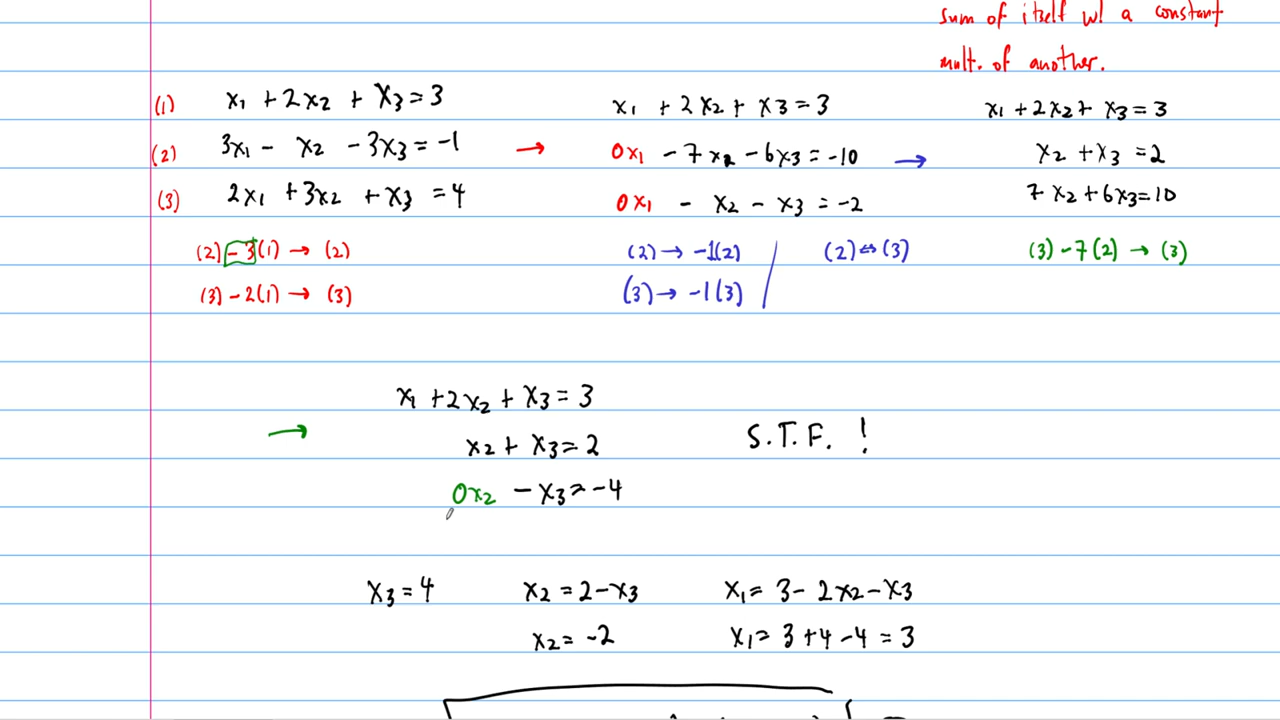 sum of itself w/ a constant
mult. of another.
(1) x₁ + 2x₂ + x₃ = 3
(2) 3x₁ - x₂ - 3x₃ = -1
(3) 2x₁ + 3x₂ + x₃ = 4
(2) - 3(1) → (2)
(3) - 2(1) → (3)
→
x₁ + 2x₂ + x₃ = 3
0x₁ - 7x₂ - 6x₃ = -10
0x₁ - x₂ - x₃ = -2
(2) → -1(2) / (2) ↔ (3)
(3) → -1(3)
→
x₁ + 2x₂ + x₃ = 3
x₂ + x₃ = 2
7x₂ + 6x₃ = 10
(3) - 7(2) → (3)
→
x₁ + 2x₂ + x₃ = 3
x₂ + x₃ = 2
0x₂ - x₃ = -4
S.T.F. !
x₃ = 4
x₂ = 2 - x₃
x₂ = -2
x₁ = 3 - 2x₂ - x₃
x₁ = 3 + 4 - 4 = 3